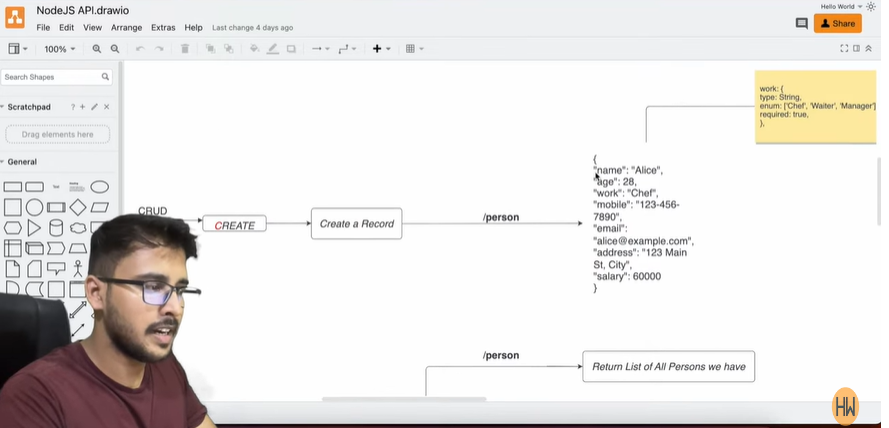 NodeJS API.drawio
Hello World
File Edit View Arrange Extras Help Last change 4 days ago
Share
100%
Search Shapes
Scratchpad
Drag elements here
General
Text
work: {
type: String,
enum: ['Chef', 'Waiter', 'Manager']
required: true,
},
CRUD
CREATE
Create a Record
/person
{
"name": "Alice",
"age": 28,
"work": "Chef",
"mobile": "123-456-
7890",
"email":
"alice@example.com",
"address": "123 Main
St, City",
"salary": 60000
}
/person
Return List of All Persons we have
HW